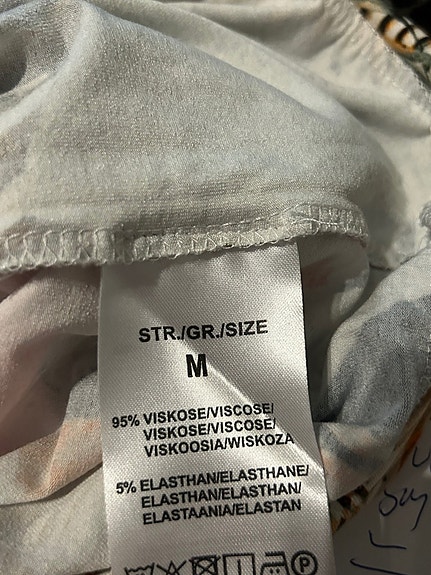 STR./GR./SIZE
M
95% VISKOSE/VISCOSE/
VISKOSE/VISCOSE/
VISKOOSIA/WISKOZA
5% ELASTHAN/ELASTHANE/
ELASTHAN/ELASTHAN/
ELASTAANIA/ELASTAN
P